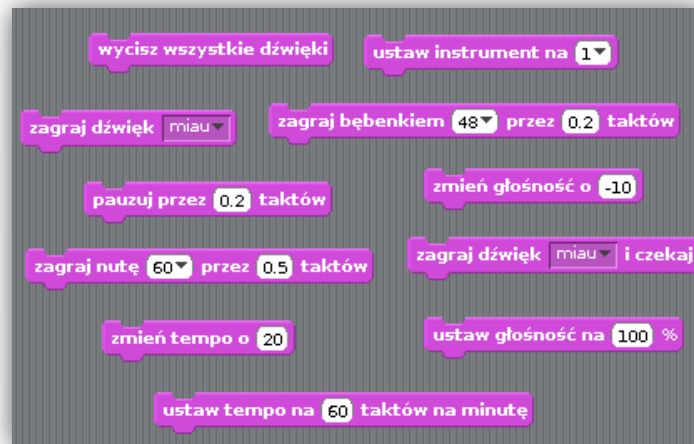 wycisz wszystkie dźwięki
ustaw instrument na 1
zagraj dźwięk miau
zagraj bębenkiem 48 przez 0.2 taktów
pauzuj przez 0.2 taktów
zmień głośność o -10
zagraj nutę 60 przez 0.5 taktów
zagraj dźwięk miau i czekaj
zmień tempo o 20
ustaw głośność na 100 %
ustaw tempo na 60 taktów na minutę